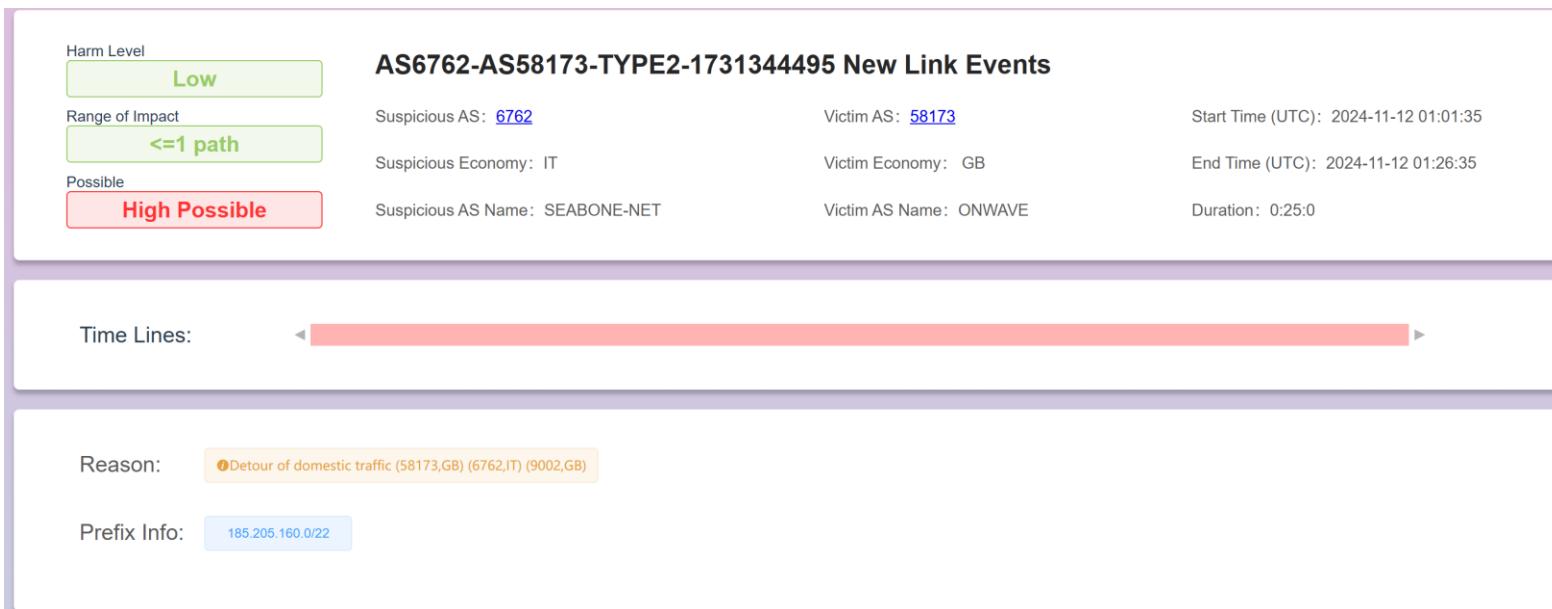 Harm Level
Low
Range of Impact
<=1 path
Possible
High Possible
AS6762-AS58173-TYPE2-1731344495 New Link Events
Suspicious AS: 6762
Victim AS: 58173
Start Time (UTC): 2024-11-12 01:01:35
Suspicious Economy: IT
Victim Economy: GB
End Time (UTC): 2024-11-12 01:26:35
Suspicious AS Name: SEABONE-NET
Victim AS Name: ONWAVE
Duration: 0:25:0
Time Lines:
Reason:
Detour of domestic traffic (58173,GB) (6762,IT) (9002,GB)
Prefix Info:
185.205.160.0/22